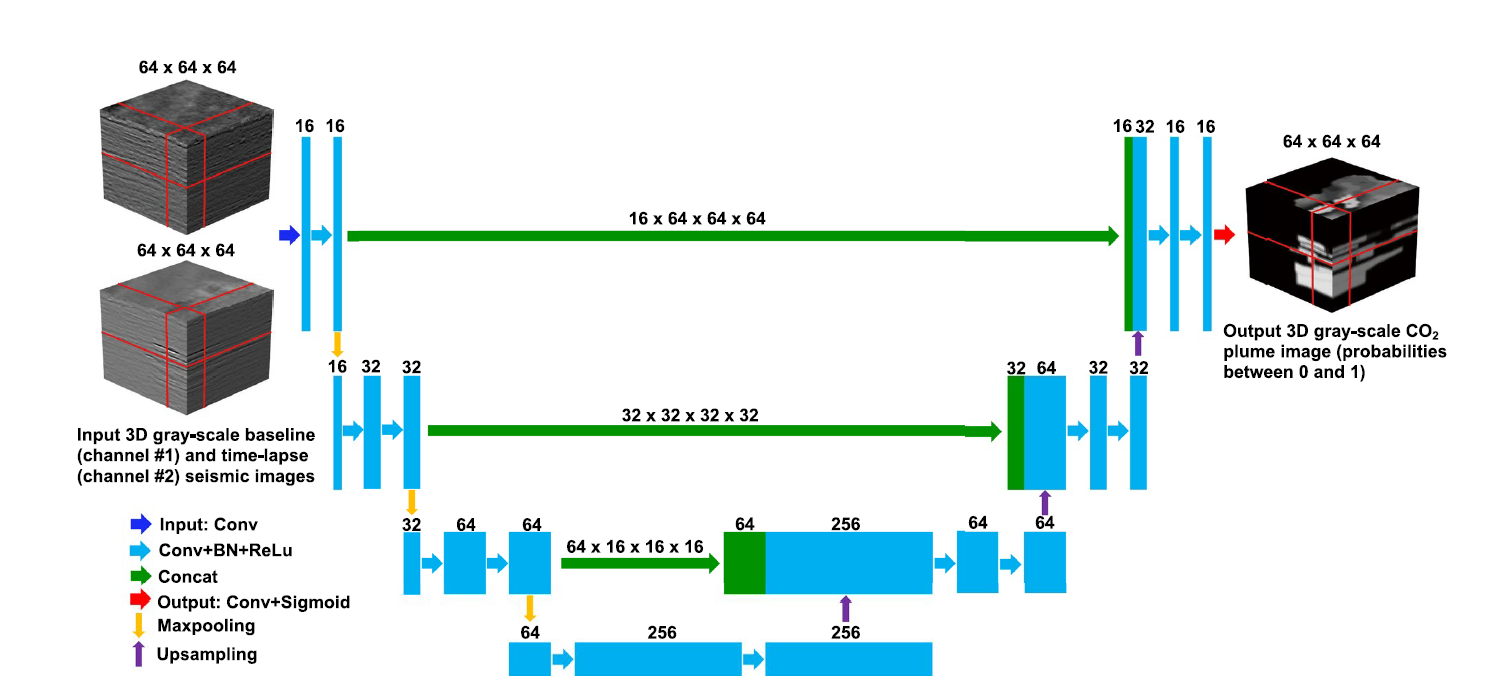 64 x 64 x 64
64 x 64 x 64
Input 3D gray-scale baseline
(channel #1) and time-lapse
(channel #2) seismic images
16 16
16 x 64 x 64 x 64
16 32 16 16
64 x 64 x 64
Output 3D gray-scale CO₂
plume image (probabilities
between 0 and 1)
16 32 32
32 x 32 x 32 x 32
32 64 32 32
32 64 64
64 x 16 x 16 x 16
64 256 64 64
64 256 256
Input: Conv
Conv+BN+ReLu
Concat
Output: Conv+Sigmoid
Maxpooling
Upsampling